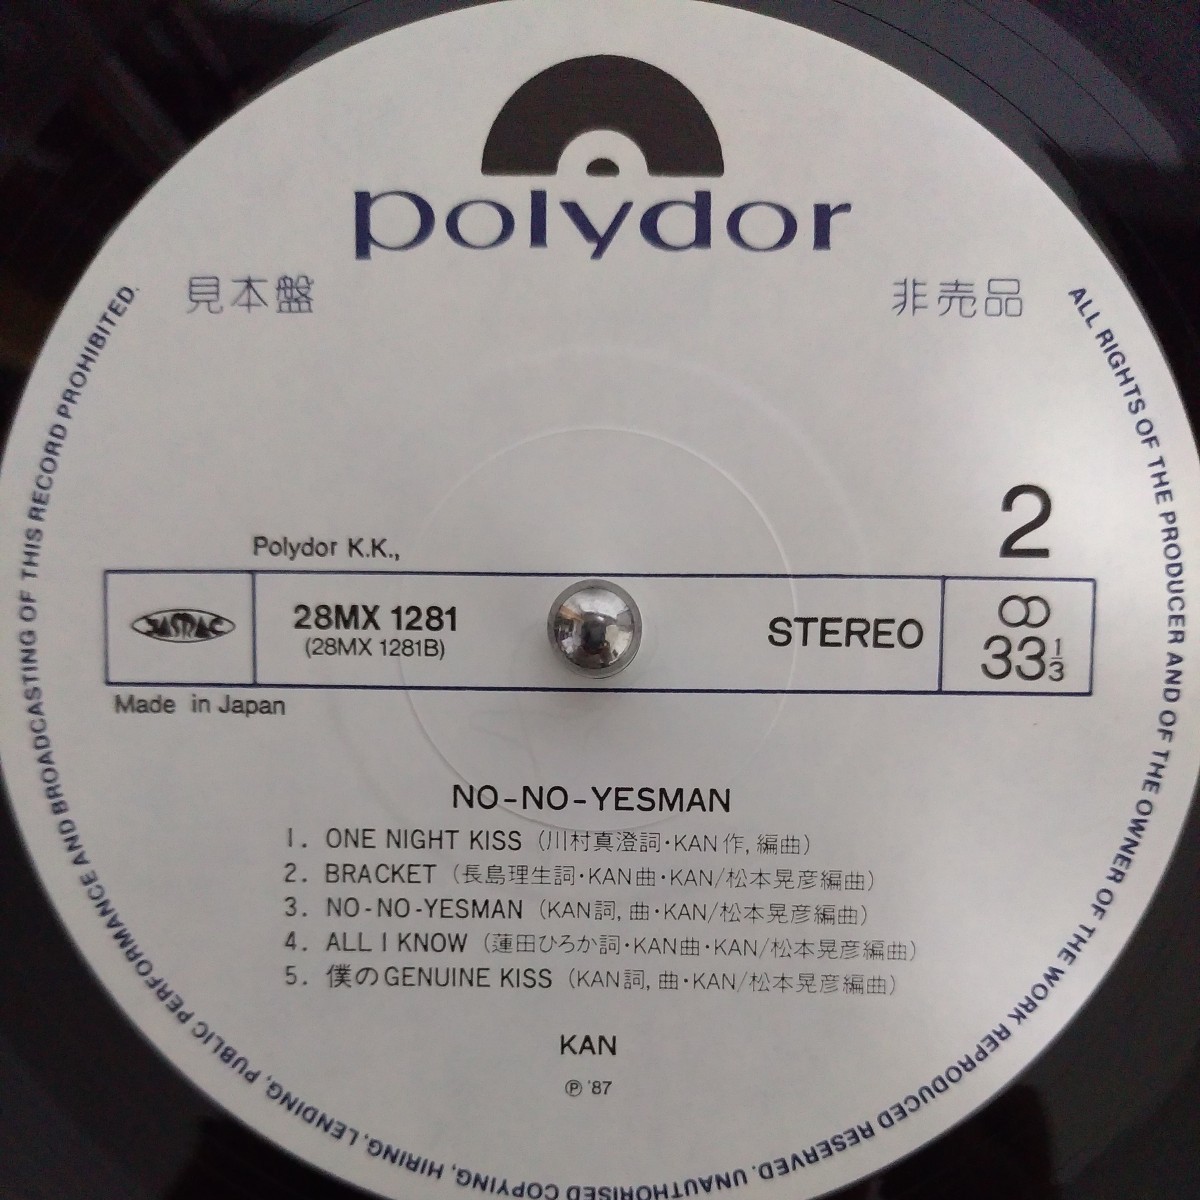 polydor
見本盤
非売品
2
Polydor K.K.,
JASRAC
28MX 1281
(28MX 1281B)
STEREO
33⅓
Made in Japan
NO-NO-YESMAN
1. ONE NIGHT KISS (川村真澄詞・KAN作, 編曲)
2. BRACKET (長島理生詞・KAN曲・KAN/松本晃彦編曲)
3. NO-NO-YESMAN (KAN詞, 曲・KAN/松本晃彦編曲)
4. ALL I KNOW (蓮田ひろか詞・KAN曲・KAN/松本晃彦編曲)
5. 僕のGENUINE KISS (KAN詞, 曲・KAN/松本晃彦編曲)
KAN
Ⓟ '87
ALL RIGHTS OF THE PRODUCER AND OF THE OWNER OF THE WORK REPRODUCED RESERVED. UNAUTHORISED COPYING, HIRING, LENDING, PUBLIC PERFORMANCE AND BROADCASTING OF THIS RECORD PROHIBITED.